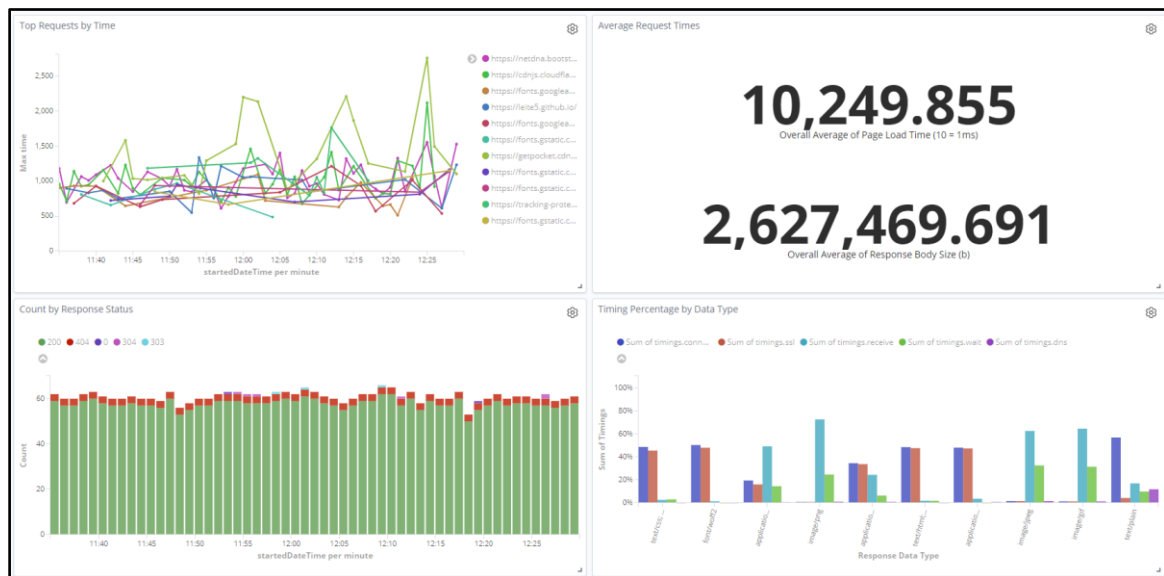 Top Requests by Time
Max time
2,500
2,000
1,500
1,000
500
0
11:40
11:45
11:50
11:55
12:00
12:05
12:10
12:15
12:20
12:25
startedDateTime per minute
https://netdna.bootst...
https://cdnjs.cloudfla...
https://fonts.googlea...
https://leite5.github.io/
https://fonts.googlea...
https://fonts.gstatic.c...
https://getpocket.cdn...
https://fonts.gstatic.c...
https://fonts.gstatic.c...
https://tracking-prote...
https://fonts.gstatic.c...
Average Request Times
10,249.855
Overall Average of Page Load Time (10 = 1ms)
2,627,469.691
Overall Average of Response Body Size (b)
Count by Response Status
200 404 0 304 303
Count
60
40
20
0
11:40
11:45
11:50
11:55
12:00
12:05
12:10
12:15
12:20
12:25
startedDateTime per minute
Timing Percentage by Data Type
Sum of timings.conn... Sum of timings.ssl Sum of timings.receive Sum of timings.wait Sum of timings.dns
Sum of Timings
100%
80%
60%
40%
20%
0%
text/css; ...
font/woff2
applicatio...
image/png
applicatio...
text/html...
applicatio...
image/jpeg
image/gif
text/plain
Response Data Type